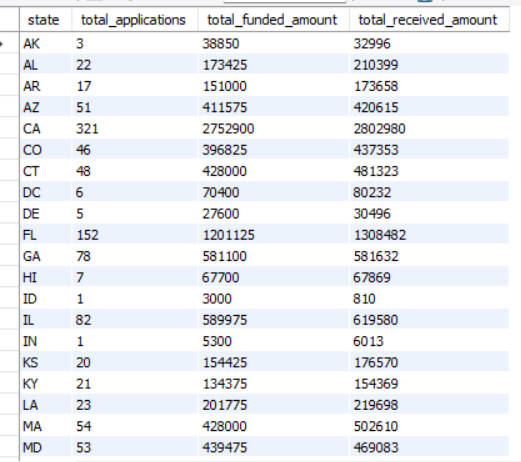 state total_applications total_funded_amount total_received_amount
AK 3 38850 32996
AL 22 173425 210399
AR 17 151000 173658
AZ 51 411575 420615
CA 321 2752900 2802980
CO 46 396825 437353
CT 48 428000 481323
DC 6 70400 80232
DE 5 27600 30496
FL 152 1201125 1308482
GA 78 581100 581632
HI 7 67700 67869
ID 1 3000 810
IL 82 589975 619580
IN 1 5300 6013
KS 20 154425 176570
KY 21 134375 154369
LA 23 201775 219698
MA 54 428000 502610
MD 53 439475 469083